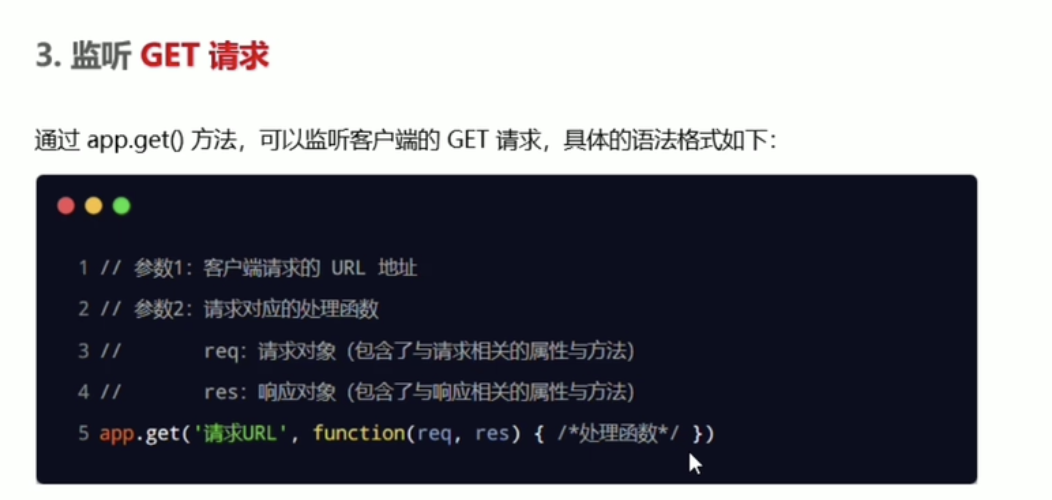 3. 监听 GET 请求
通过 app.get() 方法，可以监听客户端的 GET 请求，具体的语法格式如下：
1 // 参数1：客户端请求的 URL 地址
2 // 参数2：请求对应的处理函数
3 //       req：请求对象（包含了与请求相关的属性与方法）
4 //       res：响应对象（包含了与响应相关的属性与方法）
5 app.get('请求URL', function(req, res) { /*处理函数*/ })